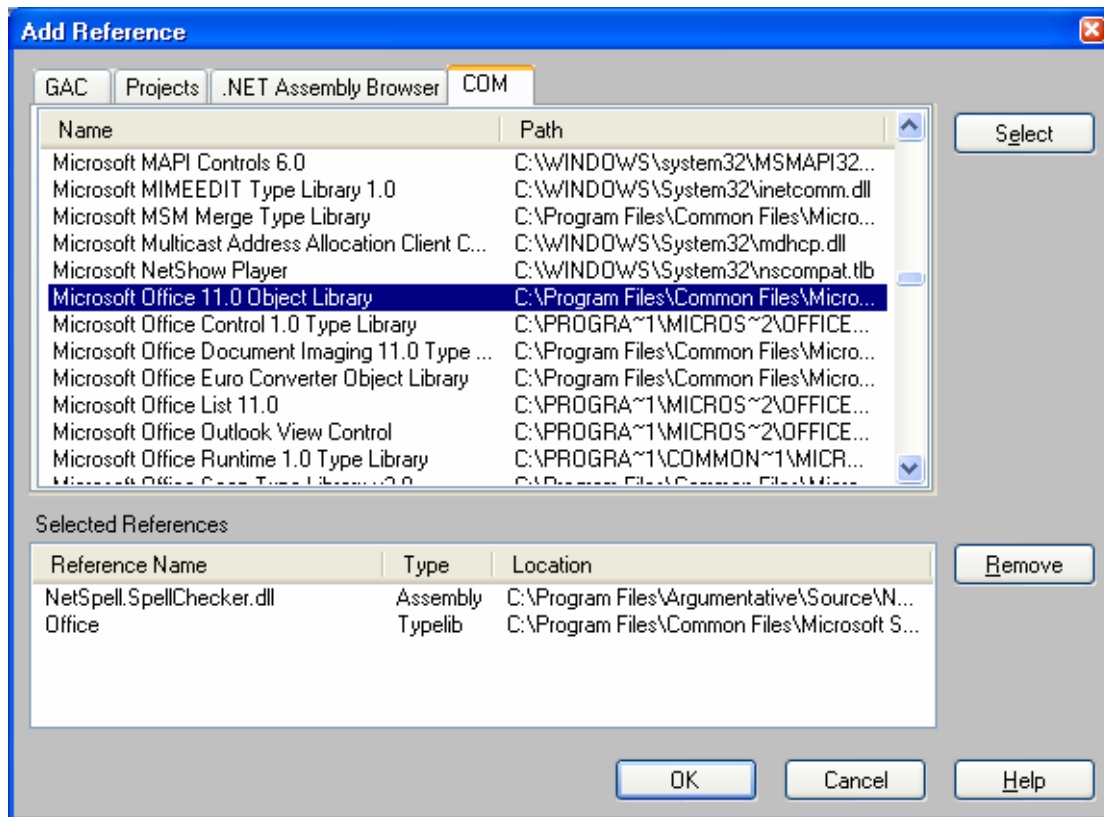 Add Reference
GAC Projects .NET Assembly Browser COM
Name Path
Select
Microsoft MAPI Controls 6.0 C:\WINDOWS\system32\MSMAPI32...
Microsoft MIMEEDIT Type Library 1.0 C:\WINDOWS\System32\inetcomm.dll
Microsoft MSM Merge Type Library C:\Program Files\Common Files\Micro...
Microsoft Multicast Address Allocation Client C... C:\WINDOWS\System32\mdhcp.dll
Microsoft NetShow Player C:\WINDOWS\System32\nscompat.tlb
Microsoft Office 11.0 Object Library C:\Program Files\Common Files\Micro...
Microsoft Office Control 1.0 Type Library C:\PROGRA~1\MICROS~2\OFFICE...
Microsoft Office Document Imaging 11.0 Type ... C:\Program Files\Common Files\Micro...
Microsoft Office Euro Converter Object Library C:\Program Files\Common Files\Micro...
Microsoft Office List 11.0 C:\PROGRA~1\MICROS~2\OFFICE...
Microsoft Office Outlook View Control C:\PROGRA~1\MICROS~2\OFFICE...
Microsoft Office Runtime 1.0 Type Library C:\PROGRA~1\COMMON~1\MICR...
Selected References
Reference Name Type Location
Remove
NetSpell.SpellChecker.dll Assembly C:\Program Files\Argumentative\Source\N...
Office Typelib C:\Program Files\Common Files\Microsoft S...
OK Cancel Help